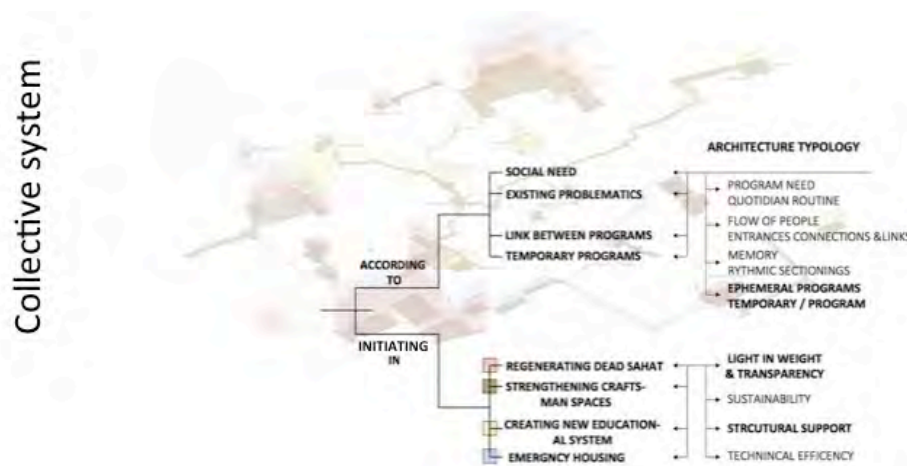 Collective system
ARCHITECTURE TYPOLOGY
SOCIAL NEED
EXISTING PROBLEMATICS
LINK BETWEEN PROGRAMS
TEMPORARY PROGRAMS
PROGRAM NEED
QUOTIDIAN ROUTINE
FLOW OF PEOPLE
ENTRANCES CONNECTIONS &LINKS
MEMORY
RYTHMIC SECTIONINGS
EPHEMERAL PROGRAMS
TEMPORARY / PROGRAM
ACCORDING
TO
INITIATING
IN
REGENERATING DEAD SAHAT
STRENGTHENING CRAFTS-
MAN SPACES
CREATING NEW EDUCATION-
AL SYSTEM
EMERGNCY HOUSING
LIGHT IN WEIGHT
& TRANSPARENCY
SUSTAINABILITY
STRCUTURAL SUPPORT
TECHNINCAL EFFICENCY